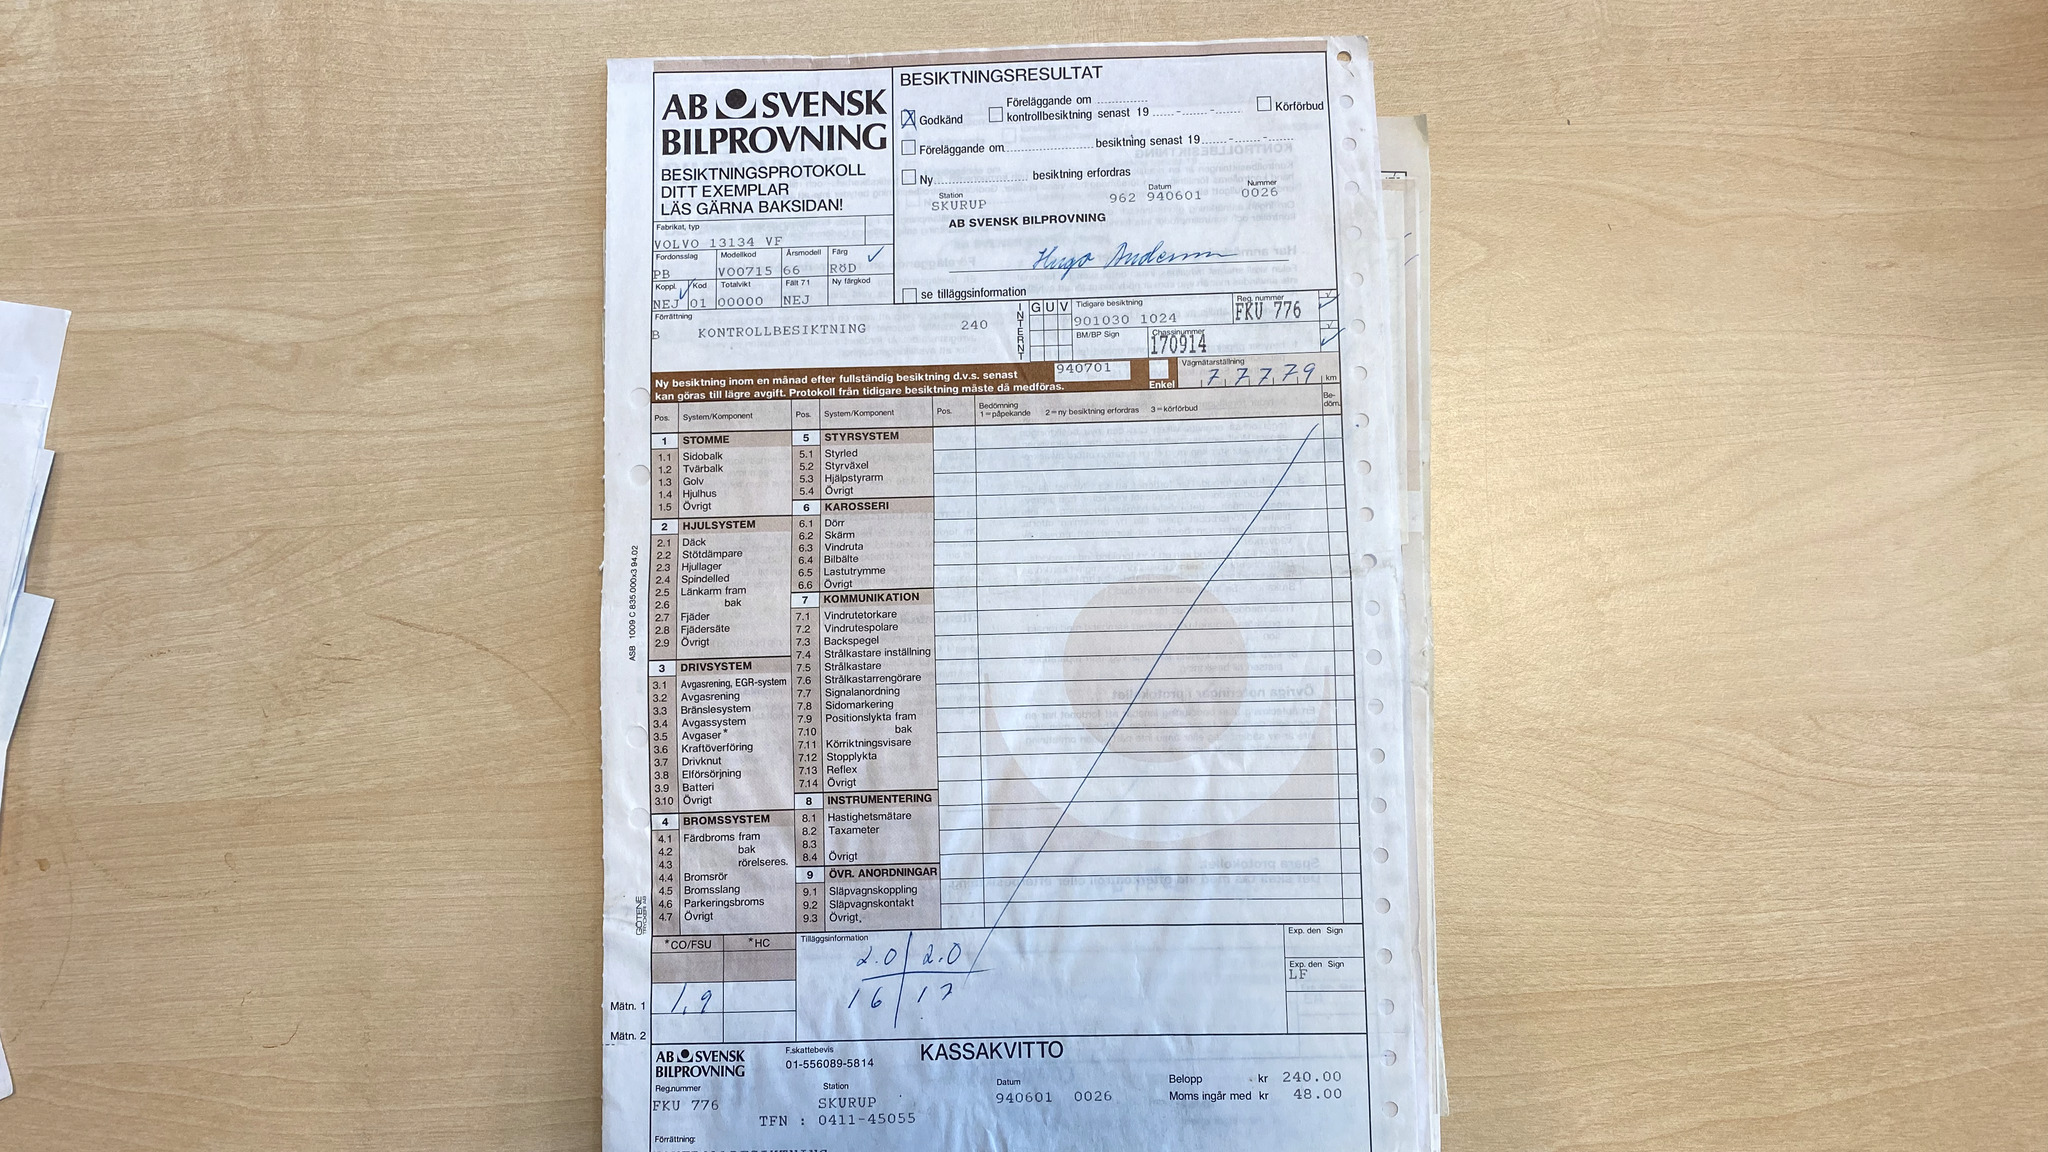 AB SVENSK
BILPROVNING
BESIKTNINGSPROTOKOLL
DITT EXEMPLAR
LÄS GÄRNA BAKSIDAN!
BESIKTNINGSRESULTAT
X Godkänd
Föreläggande om
kontrollbesiktning senast 19 - -
Körförbud
Föreläggande om besiktning senast 19 - -
Ny besiktning erfordras
Station Datum Nummer
SKURUP 962 940601 0026
AB SVENSK BILPROVNING
Hugo Andersson
se tilläggsinformation
Fabrikat, typ
VOLVO 13134 VF
Fordonsslag Modellkod Årsmodell Färg
PB VO0715 66 RÖD
Koppl. Kod Totalvikt Fält 71 Ny färgkod
NEJ 01 00000 NEJ
Förrättning
B KONTROLLBESIKTNING 240
INTERNT
G U V
Tidigare besiktning
901030 1024
Reg. nummer
FKU 776
BM/BP Sign
Chassinummer
170914
Ny besiktning inom en månad efter fullständig besiktning d.v.s. senast 940701
kan göras till lägre avgift. Protokoll från tidigare besiktning måste då medföras.
Enkel
Vägmätarställning
77779 km
Pos. System/Komponent Pos. System/Komponent Pos. Bedömning
1=påpekande 2=ny besiktning erfordras 3=körförbud
Be-
döm.
1 STOMME
1.1 Sidobalk
1.2 Tvärbalk
1.3 Golv
1.4 Hjulhus
1.5 Övrigt
2 HJULSYSTEM
2.1 Däck
2.2 Stötdämpare
2.3 Hjullager
2.4 Spindelled
2.5 Länkarm fram
2.6 bak
2.7 Fjäder
2.8 Fjädersäte
2.9 Övrigt
3 DRIVSYSTEM
3.1 Avgasrening, EGR-system
3.2 Avgasrening
3.3 Bränslesystem
3.4 Avgassystem
3.5 Avgaser*
3.6 Kraftöverföring
3.7 Drivknut
3.8 Elförsörjning
3.9 Batteri
3.10 Övrigt
4 BROMSSYSTEM
4.1 Färdbroms fram
4.2 bak
4.3 rörelseres.
4.4 Bromsrör
4.5 Bromsslang
4.6 Parkeringsbroms
4.7 Övrigt
5 STYRSYSTEM
5.1 Styrled
5.2 Styrväxel
5.3 Hjälpstyrarm
5.4 Övrigt
6 KAROSSERI
6.1 Dörr
6.2 Skärm
6.3 Vindruta
6.4 Bilbälte
6.5 Lastutrymme
6.6 Övrigt
7 KOMMUNIKATION
7.1 Vindrutetorkare
7.2 Vindrutespolare
7.3 Backspegel
7.4 Strålkastare inställning
7.5 Strålkastare
7.6 Strålkastarrengörare
7.7 Signalanordning
7.8 Sidomarkering
7.9 Positionslykta fram
7.10 bak
7.11 Körriktningsvisare
7.12 Stopplykta
7.13 Reflex
7.14 Övrigt
8 INSTRUMENTERING
8.1 Hastighetsmätare
8.2 Taxameter
8.3
8.4 Övrigt
9 ÖVR. ANORDNINGAR
9.1 Släpvagnskoppling
9.2 Släpvagnskontakt
9.3 Övrigt
ASB 1009 C 835.000x3 94.02
GÖTENE
TRYCKERI AB
*CO/FSU *HC
Mätn. 1 1,9
Mätn. 2
Tilläggsinformation
2.0 2.0
16 17
Exp. den Sign
Exp. den Sign
LF
AB SVENSK
BILPROVNING
F.skattebevis
01-556089-5814
KASSAKVITTO
Reg.nummer Station Datum
FKU 776 SKURUP 940601 0026
TFN : 0411-45055
Belopp kr 240.00
Moms ingår med kr 48.00
Förrättning: